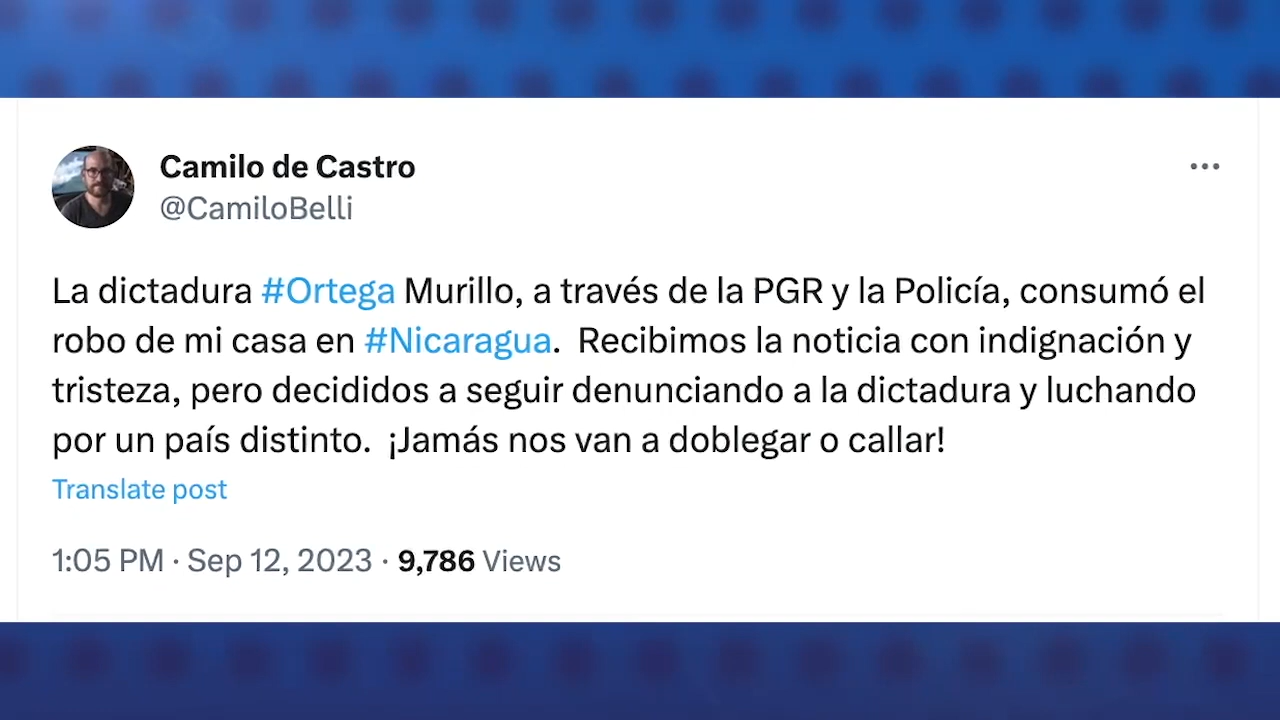 Camilo de Castro
@CamiloBelli
La dictadura #Ortega Murillo, a través de la PGR y la Policía, consumó el
robo de mi casa en #Nicaragua.  Recibimos la noticia con indignación y
tristeza, pero decididos a seguir denunciando a la dictadura y luchando
por un país distinto.  ¡Jamás nos van a doblegar o callar!
Translate post
1:05 PM · Sep 12, 2023 · 9,786 Views